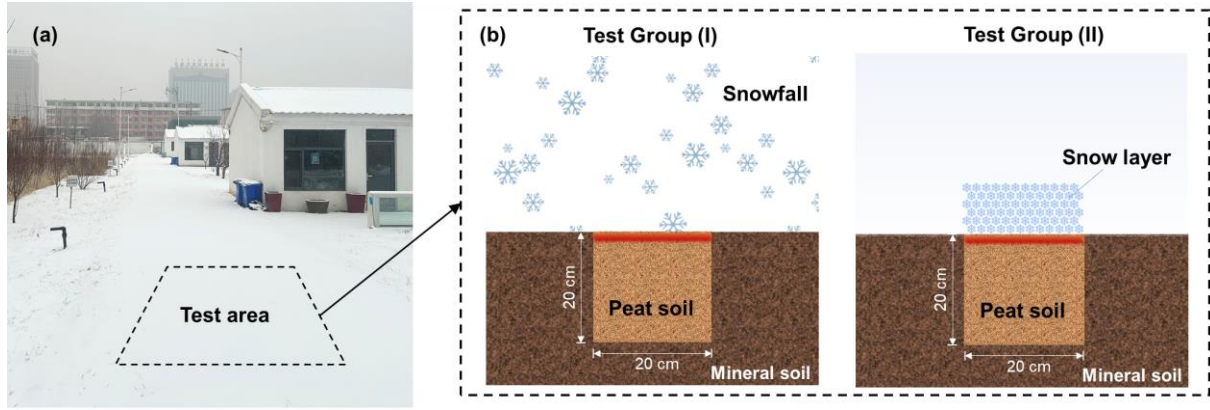 (a)
Test area
(b)
Test Group (I)
Snowfall
20 cm
Peat soil
20 cm
Mineral soil
Test Group (II)
Snow layer
20 cm
Peat soil
20 cm
Mineral soil